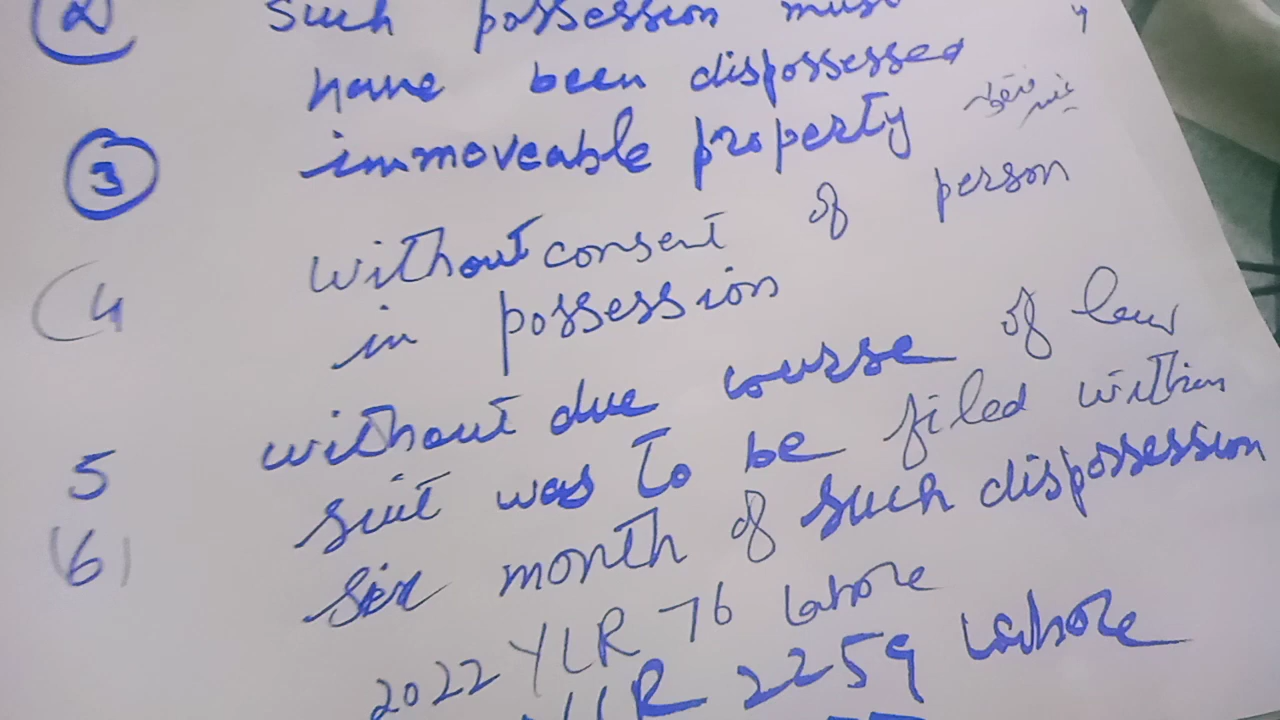 (2) Such possession must
have been dispossessed
(3) immoveable property
(4 without consent of person
in possession
5 without due course of law
(6) suit was to be filed within
six month of such dispossession
2022 YLR 76 Lahore
YLR 2259 Lahore